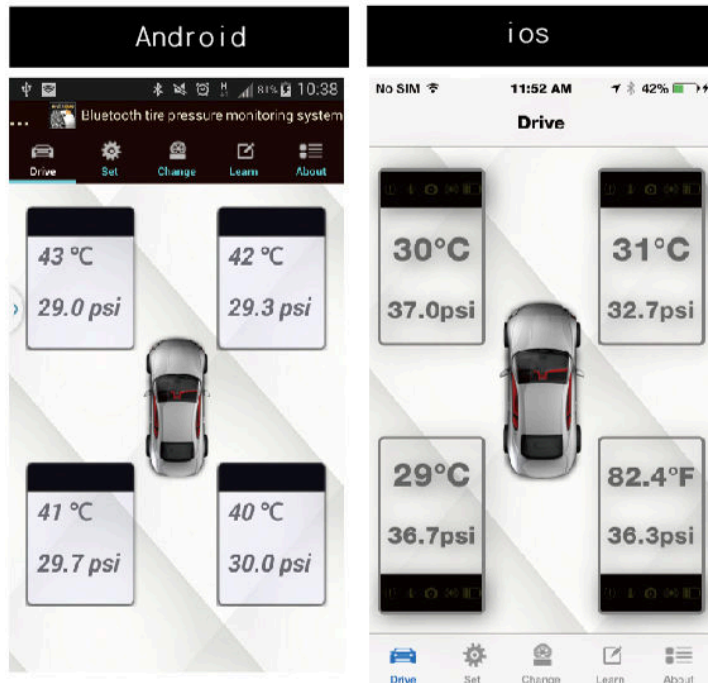 Android
81% 10:38
... Bluetooth tire pressure monitoring system
Drive Set Change Learn About
43 °C
29.0 psi
42 °C
29.3 psi
41 °C
29.7 psi
40 °C
30.0 psi
ios
No SIM 11:52 AM 42%
Drive
30°C
37.0psi
31°C
32.7psi
29°C
36.7psi
82.4°F
36.3psi
Drive Set Change Learn About